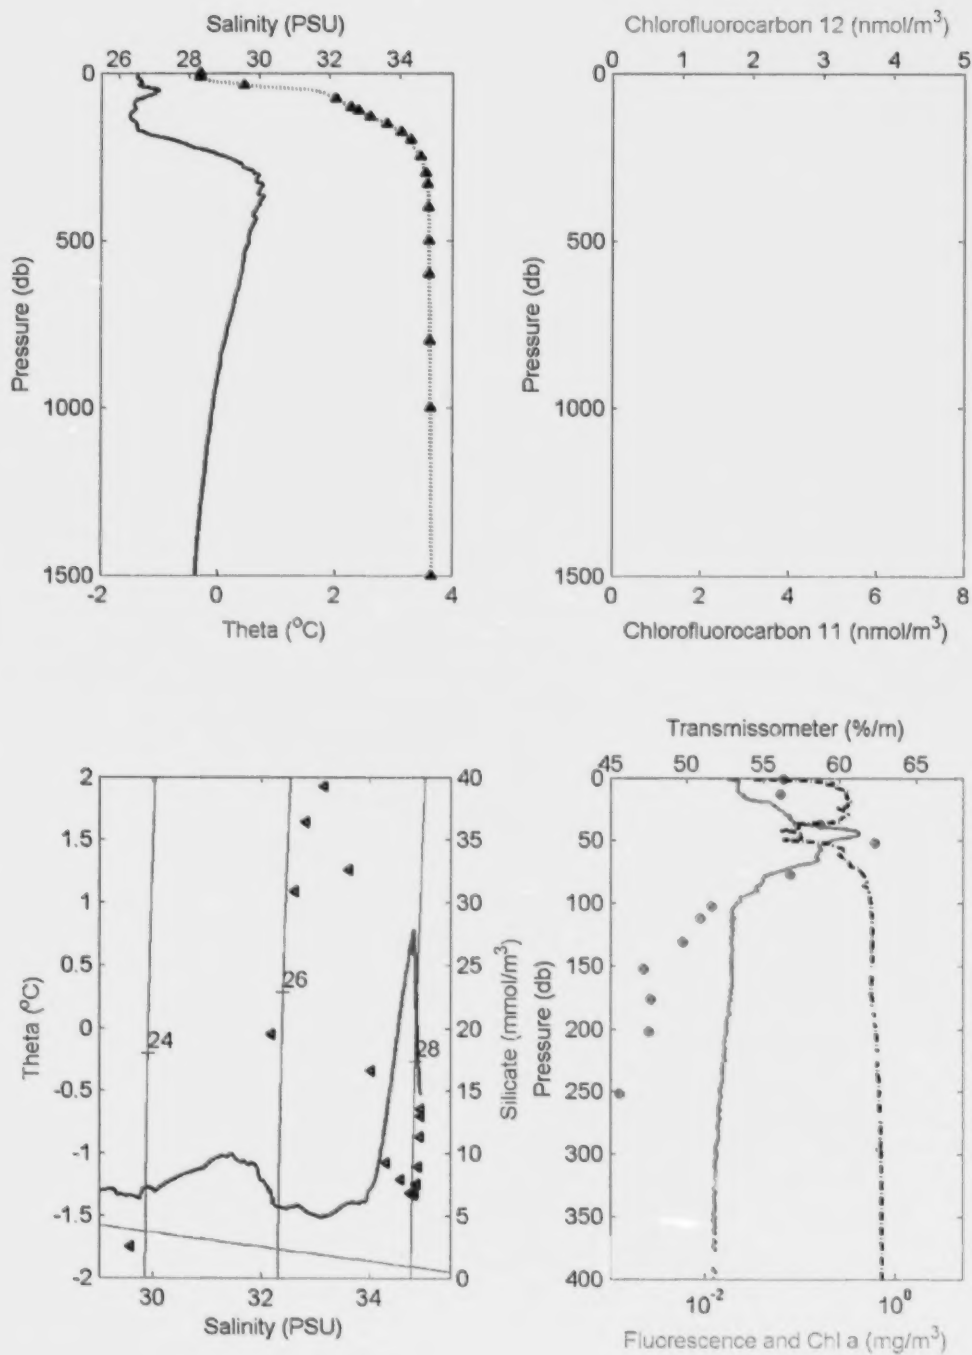 Salinity (PSU)
26 28 30 32 34
0
500
1000
1500
Pressure (db)
-2 0 2 4
Theta (°C)
Chlorofluorocarbon 12 (nmol/m³)
0 1 2 3 4 5
0
500
1000
1500
Pressure (db)
0 2 4 6 8
Chlorofluorocarbon 11 (nmol/m³)
2
1.5
1
0.5
0
-0.5
-1
-1.5
-2
Theta (°C)
24
26
28
40
35
30
25
20
15
10
5
0
Silicate (mmol/m³)
30 32 34
Salinity (PSU)
Transmissometer (%/m)
45 50 55 60 65
0
50
100
150
200
250
300
350
400
Pressure (db)
10⁻² 10⁰
Fluorescence and Chl a (mg/m³)